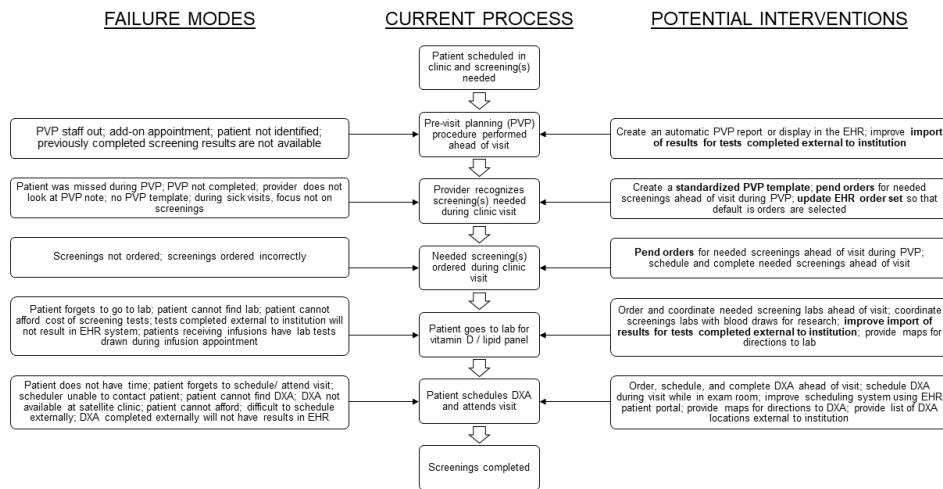 FAILURE MODES
CURRENT PROCESS
POTENTIAL INTERVENTIONS
Patient scheduled in
clinic and screening(s)
needed
PVP staff out; add-on appointment; patient not identified;
previously completed screening results are not available
Pre-visit planning (PVP)
procedure performed
ahead of visit
Create an automatic PVP report or display in the EHR; improve import
of results for tests completed external to institution
Patient was missed during PVP; PVP not completed; provider does not
look at PVP note; no PVP template; during sick visits, focus not on
screenings
Provider recognizes
screening(s) needed
during clinic visit
Create a standardized PVP template; pend orders for needed
screenings ahead of visit during PVP; update EHR order set so that
default is orders are selected
Screenings not ordered; screenings ordered incorrectly
Needed screening(s)
ordered during clinic
visit
Pend orders for needed screenings ahead of visit during PVP;
schedule and complete needed screenings ahead of visit
Patient forgets to go to lab; patient cannot find lab; patient cannot
afford cost of screening tests; tests completed external to institution will
not result in EHR system; patients receiving infusions have lab tests
drawn during infusion appointment
Patient goes to lab for
vitamin D / lipid panel
Order and coordinate needed screening labs ahead of visit; coordinate
screenings labs with blood draws for research; improve import of
results for tests completed external to institution; provide maps for
directions to lab
Patient does not have time; patient forgets to schedule/ attend visit;
scheduler unable to contact patient; patient cannot find DXA; DXA not
available at satellite clinic; patient cannot afford; difficult to schedule
externally; DXA completed externally will not have results in EHR
Patient schedules DXA
and attends visit
Order, schedule, and complete DXA ahead of visit; schedule DXA
during visit while in exam room; improve scheduling system using EHR
patient portal; provide maps for directions to DXA; provide list of DXA
locations external to institution
Screenings completed